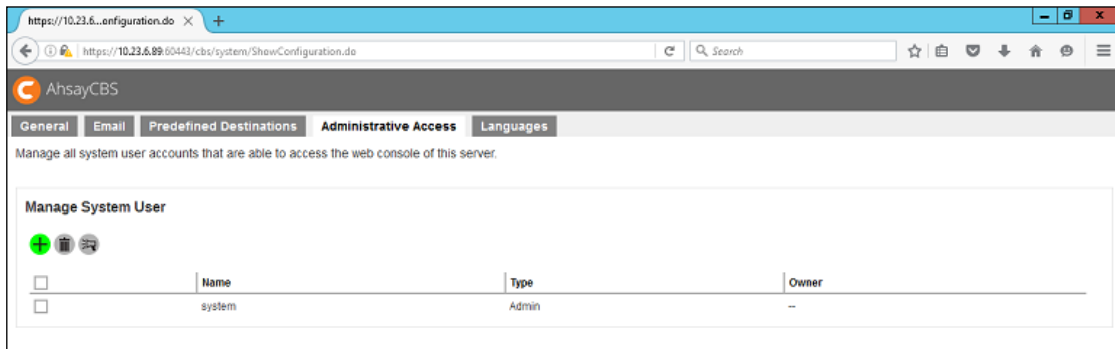 https://10.23.6...onfiguration.do
https://10.23.6.89:60443/cbs/system/ShowConfiguration.do
Search
AhsayCBS
General Email Predefined Destinations Administrative Access Languages
Manage all system user accounts that are able to access the web console of this server.
Manage System User
Name Type Owner
system Admin --